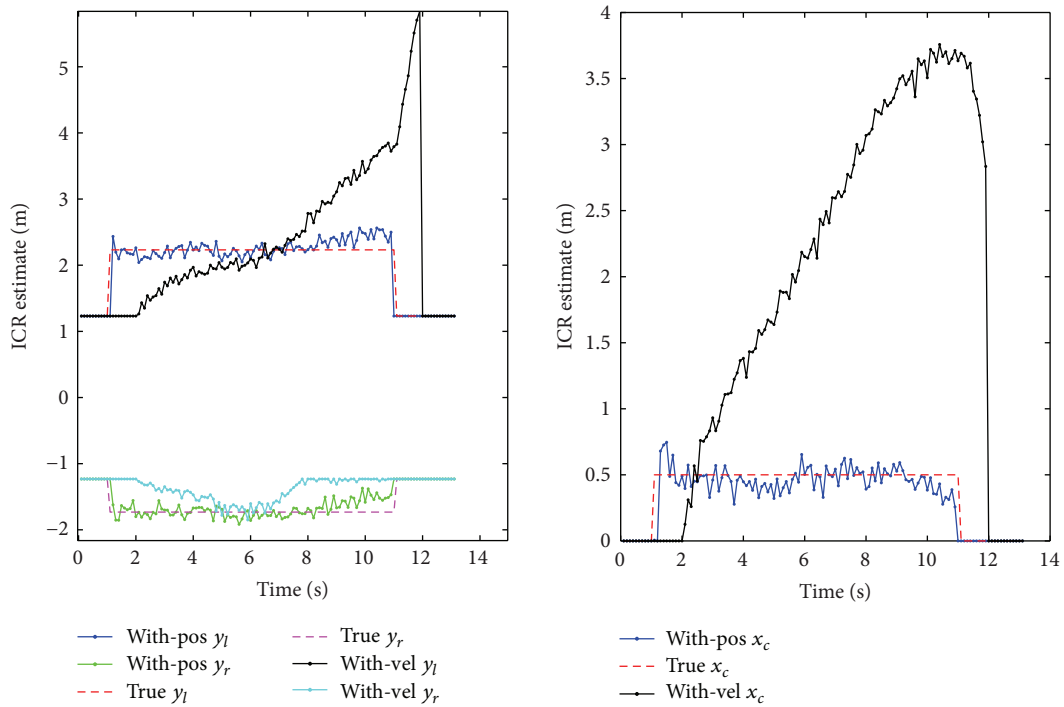 5
4
3
2
1
0
−1
−2
ICR estimate (m)
0 2 4 6 8 10 12 14
Time (s)
With-pos y_l
With-pos y_r
True y_l
True y_r
With-vel y_l
With-vel y_r
4
3.5
3
2.5
2
1.5
1
0.5
0
ICR estimate (m)
0 2 4 6 8 10 12 14
Time (s)
With-pos x_c
True x_c
With-vel x_c